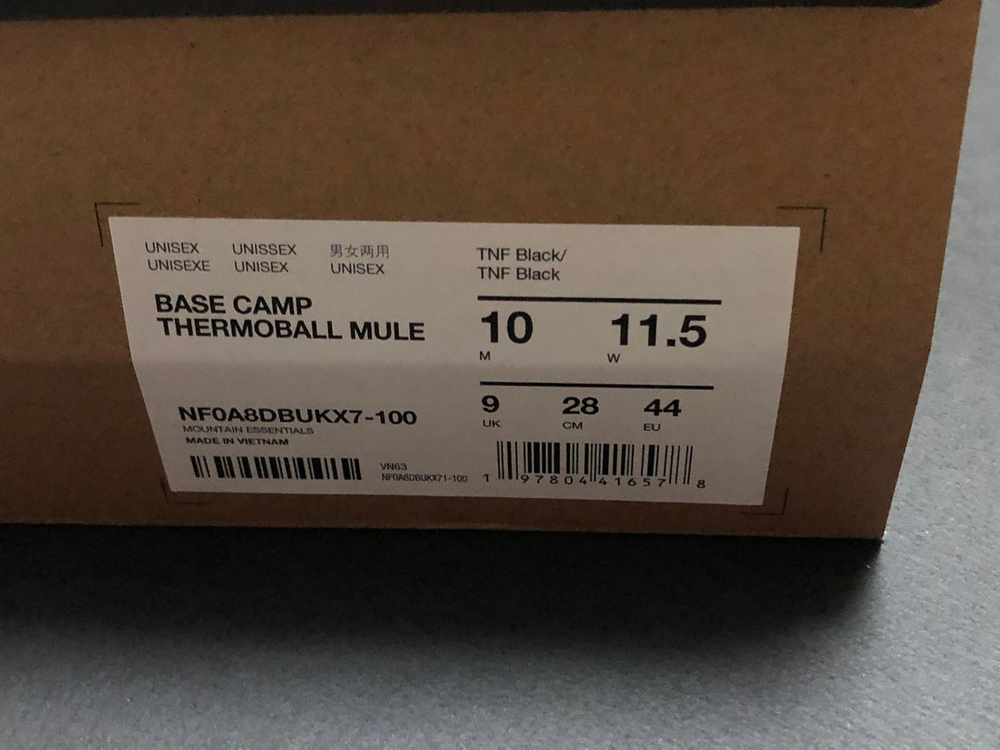 UNISEX UNISSEX 男女两用
UNISEXE UNISEX UNISEX
BASE CAMP
THERMOBALL MULE
NF0A8DBUKX7-100
MOUNTAIN ESSENTIALS
MADE IN VIETNAM
VN63
NF0A8DBUKX71-100
TNF Black/
TNF Black
10 11.5
M W
9 28 44
UK CM EU
1 97804 41657 8